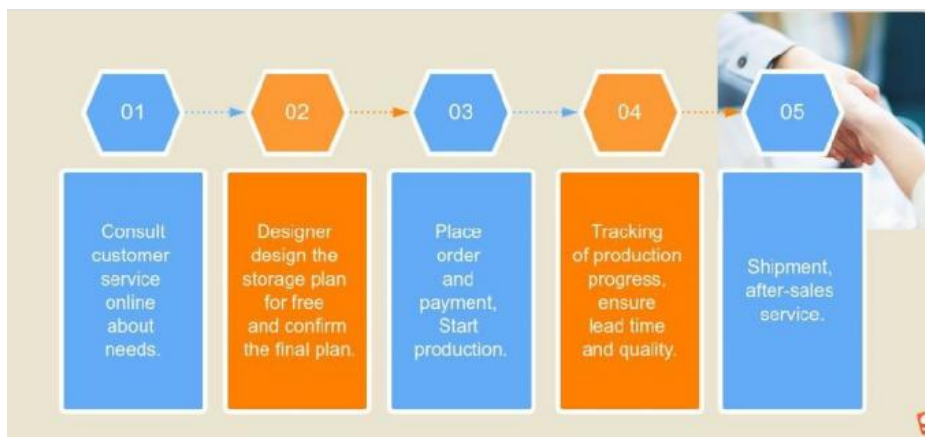 01
02
03
04
05
Consult
customer
service
online
about
needs.
Designer
design the
storage plan
for free
and confirm
the final plan.
Place
order
and
payment,
Start
production.
Tracking
of production
progress,
ensure
lead time
and quality.
Shipment,
after-sales
service.